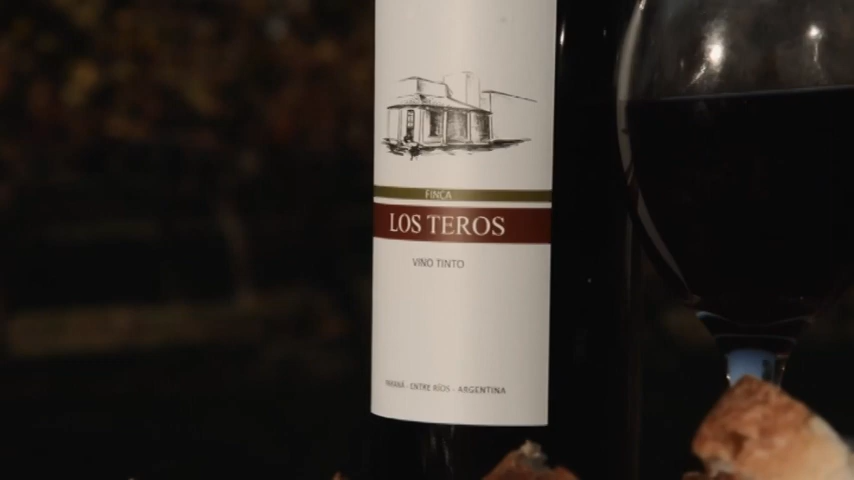 FINCA
LOS TEROS
VINO TINTO
PARANÁ - ENTRE RÍOS - ARGENTINA